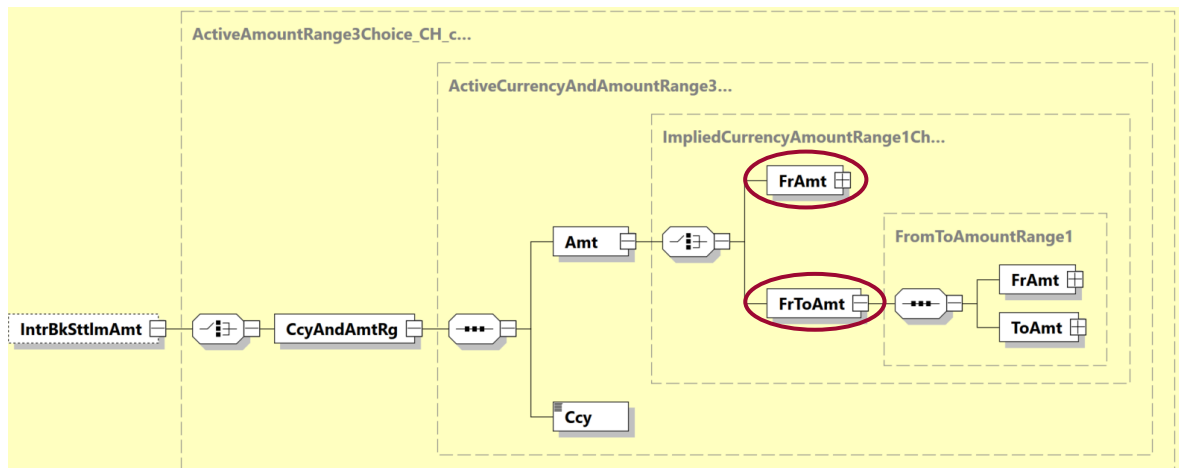 ActiveAmountRange3Choice_CH_c...
ActiveCurrencyAndAmountRange3...
ImpliedCurrencyAmountRange1Ch...
FrAmt
FromToAmountRange1
Amt
FrAmt
FrToAmt
IntrBkSttlmAmt
CcyAndAmtRg
ToAmt
Ccy